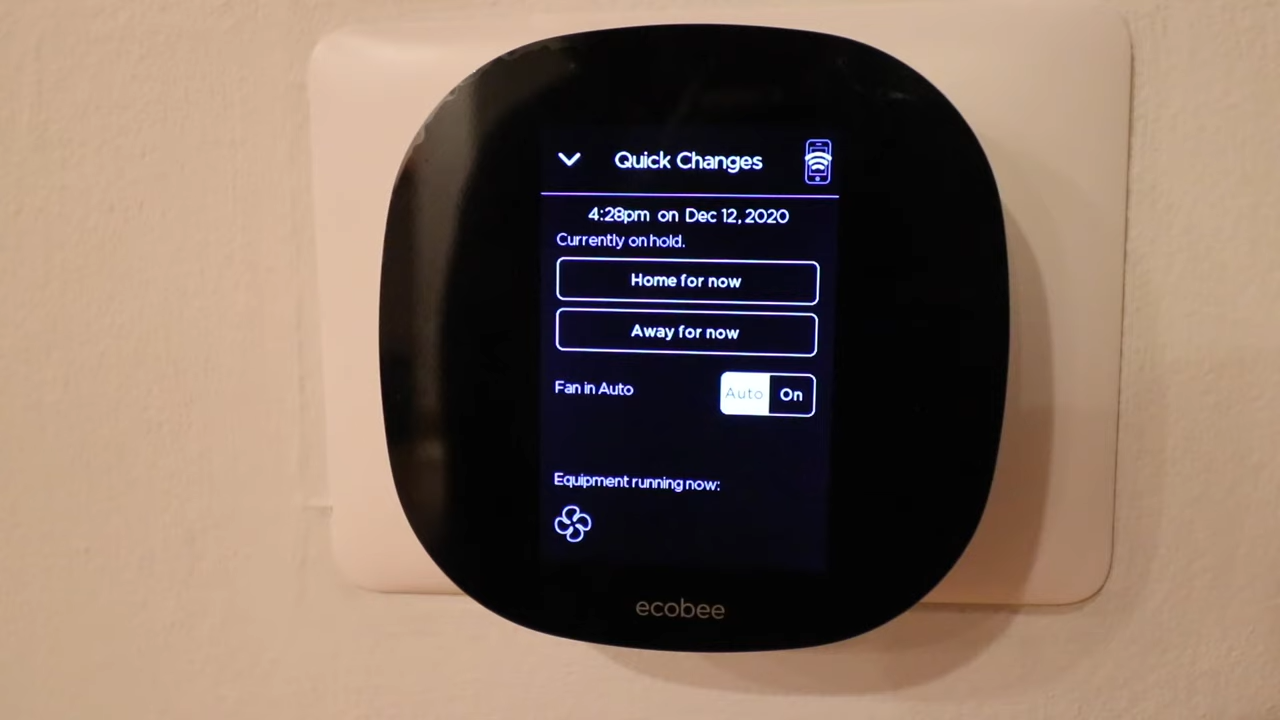 Quick Changes
4:28pm on Dec 12, 2020
Currently on hold.
Home for now
Away for now
Fan in Auto
Auto On
Equipment running now:
ecobee